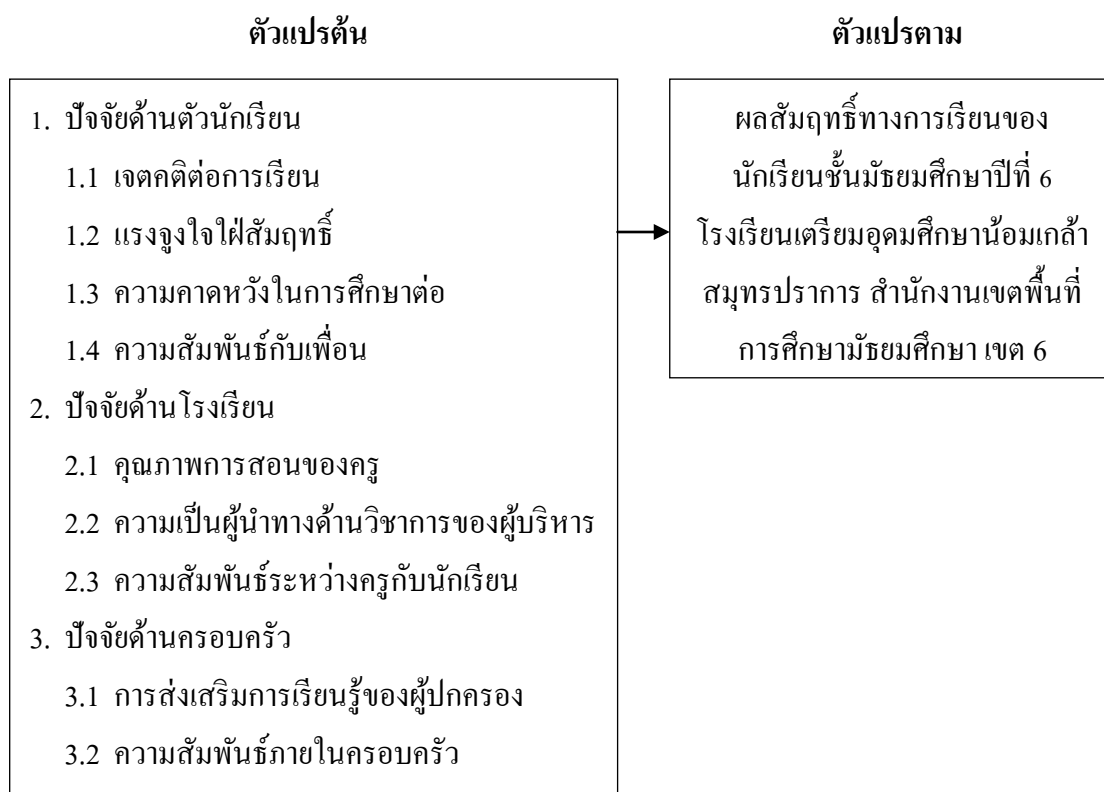 ตัวแปรต้น
ตัวแปรตาม
1. ปัจจัยด้านตัวนักเรียน
1.1 เจตคติต่อการเรียน
1.2 แรงจูงใจใฝ่สัมฤทธิ์
1.3 ความคาดหวังในการศึกษาต่อ
1.4 ความสัมพันธ์กับเพื่อน
2. ปัจจัยด้านโรงเรียน
2.1 คุณภาพการสอนของครู
2.2 ความเป็นผู้นำทางด้านวิชาการของผู้บริหาร
2.3 ความสัมพันธ์ระหว่างครูกับนักเรียน
3. ปัจจัยด้านครอบครัว
3.1 การส่งเสริมการเรียนรู้ของผู้ปกครอง
3.2 ความสัมพันธ์ภายในครอบครัว
ผลสัมฤทธิ์ทางการเรียนของ
นักเรียนชั้นมัธยมศึกษาปีที่ 6
โรงเรียนเตรียมอุดมศึกษาน้อมเกล้า
สมุทรปราการ สำนักงานเขตพื้นที่
การศึกษามัธยมศึกษา เขต 6